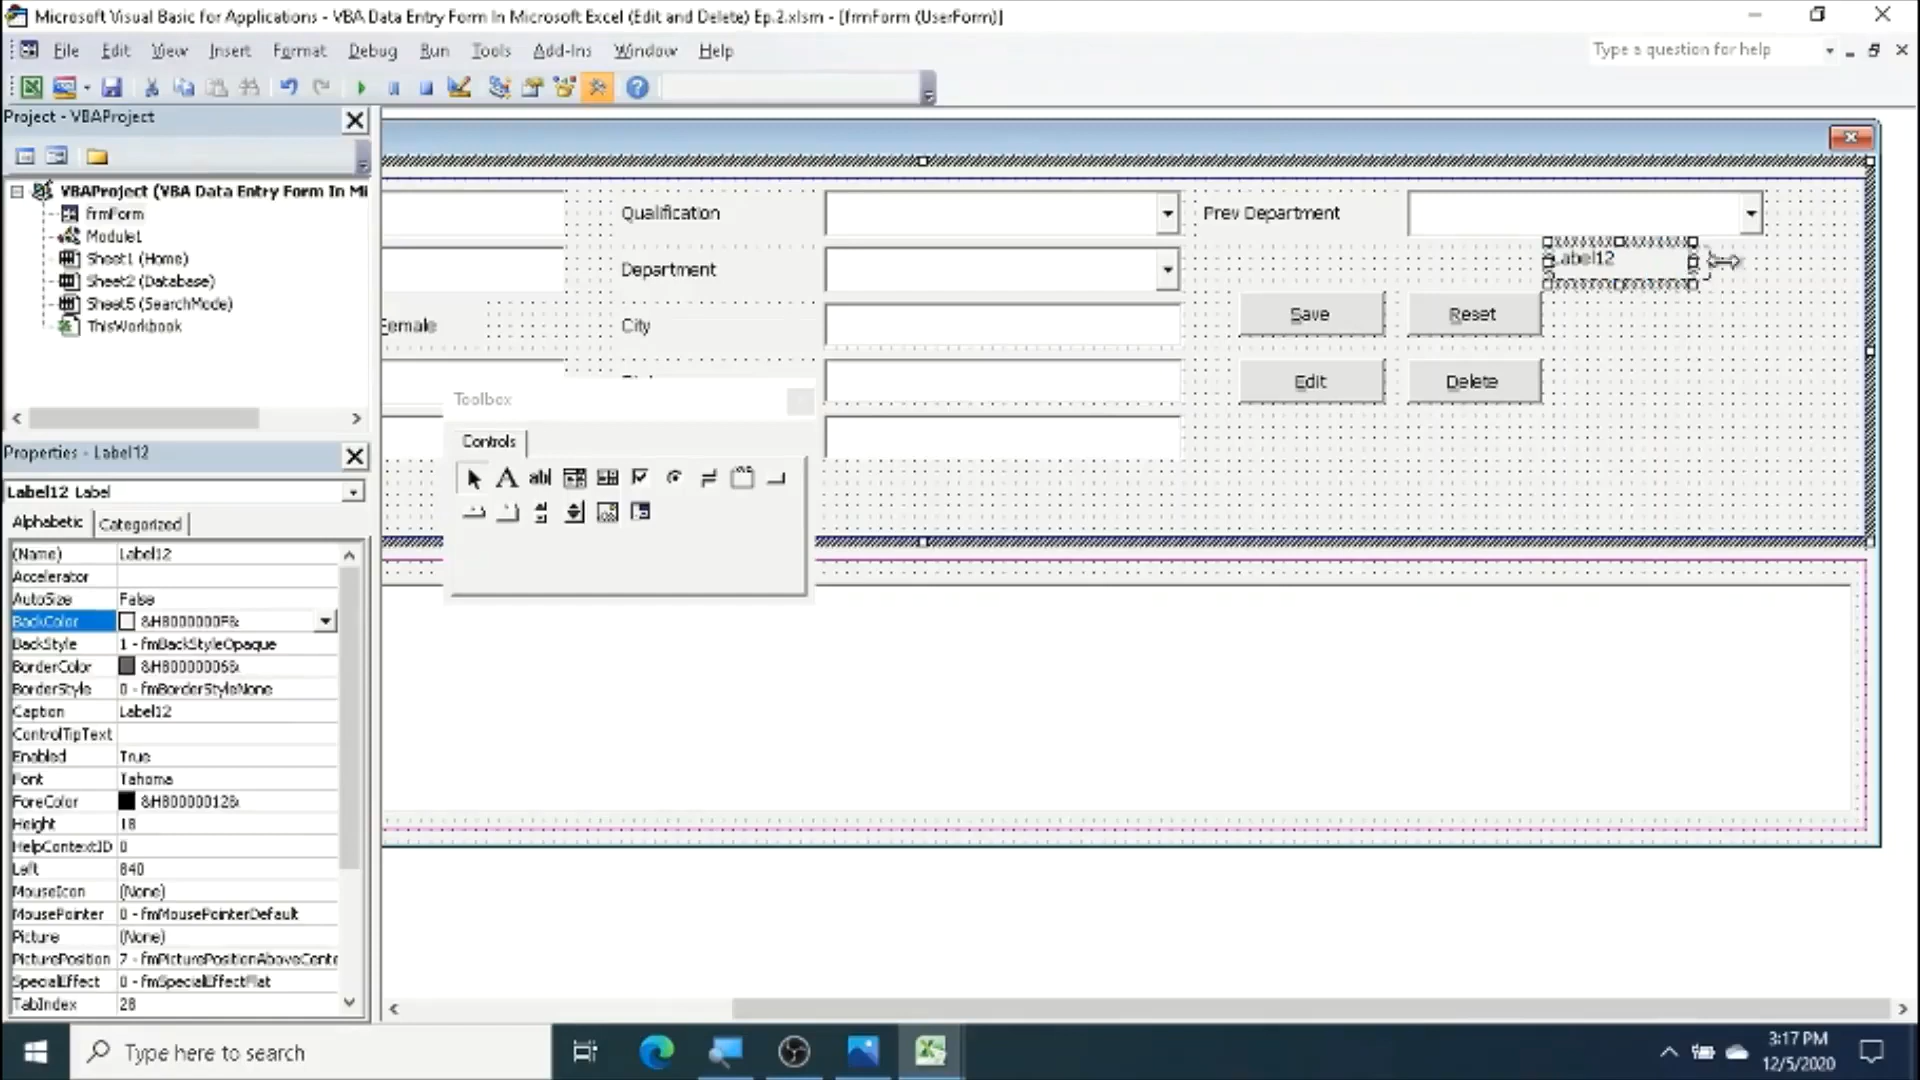 Microsoft Visual Basic for Applications - VBA Data Entry Form In Microsoft Excel (Edit and Delete) Ep.2.xlsm - [frmForm (UserForm)]
File Edit View Insert Format Debug Run Tools Add-Ins Window Help
Type a question for help
Project - VBAProject
VBAProject (VBA Data Entry Form In Mi
frmForm
Module1
Sheet1 (Home)
Sheet2 (Database)
Sheet5 (SearchMode)
ThisWorkbook
Qualification
Prev Department
Department
Label12
Female
City
Save
Reset
Edit
Delete
Toolbox
Controls
Properties - Label12
Label12 Label
Alphabetic Categorized
(Name) Label12
Accelerator
AutoSize False
BackColor &H8000000F&
BackStyle 1 - fmBackStyleOpaque
BorderColor &H80000006&
BorderStyle 0 - fmBorderStyleNone
Caption Label12
ControlTipText
Enabled True
Font Tahoma
ForeColor &H80000012&
Height 18
HelpContextID 0
Left 840
MouseIcon (None)
MousePointer 0 - fmMousePointerDefault
Picture (None)
PicturePosition 7 - fmPicturePositionAboveCente
SpecialEffect 0 - fmSpecialEffectFlat
TabIndex 28
Type here to search
3:17 PM
12/5/2020